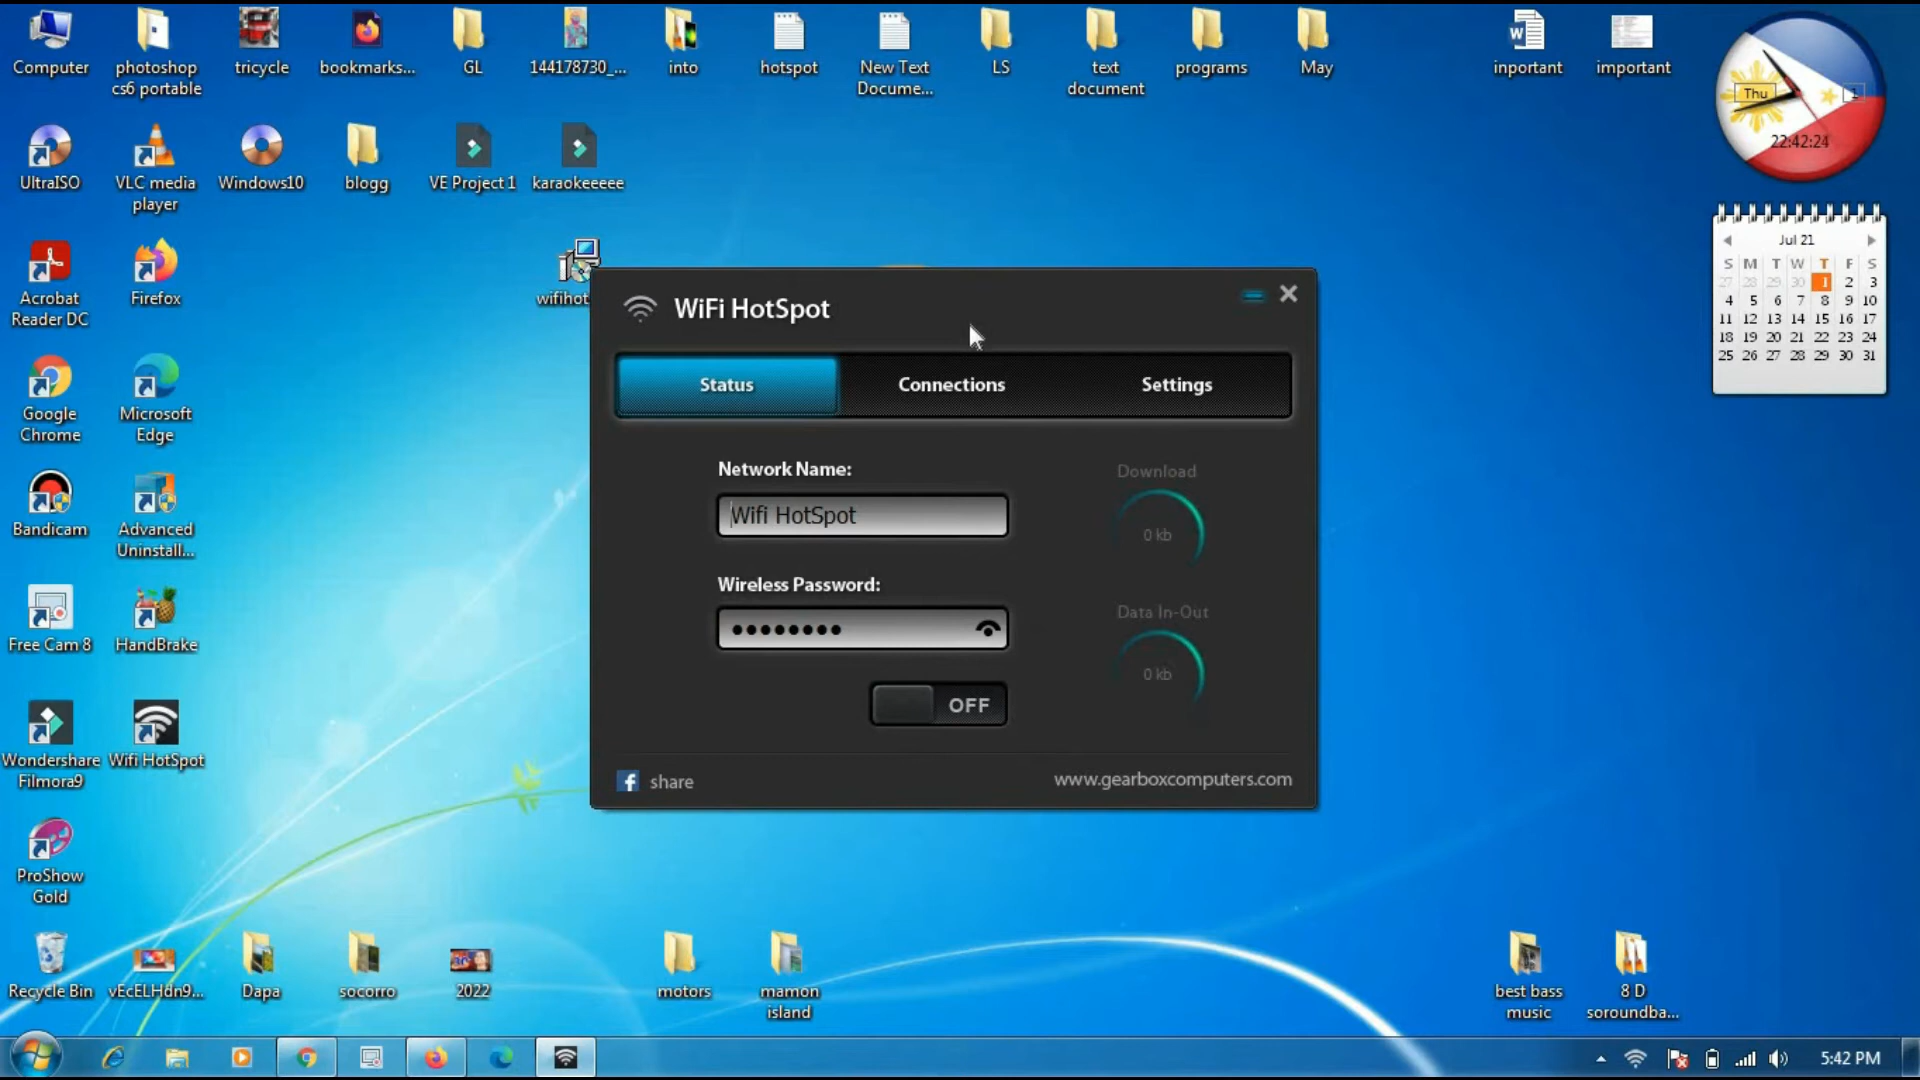 Computer
photoshop
cs6 portable
tricycle
bookmarks...
GL
144178730_...
into
hotspot
New Text
Docume...
LS
text
document
programs
May
inportant
important
Thu
1
22:42:24
UltraISO
VLC media
player
Windows10
blogg
VE Project 1
karaokeeeee
Jul 21
S M T W T F S
27 28 29 30 1 2 3
4 5 6 7 8 9 10
11 12 13 14 15 16 17
18 19 20 21 22 23 24
25 26 27 28 29 30 31
Acrobat
Reader DC
Firefox
wifihot
WiFi HotSpot
Status
Connections
Settings
Google
Chrome
Microsoft
Edge
Network Name:
Wifi HotSpot
Download
0 kb
Bandicam
Advanced
Uninstall...
Wireless Password:
Data In-Out
0 kb
OFF
Free Cam 8
HandBrake
Wondershare
Filmora9
Wifi HotSpot
f share
www.gearboxcomputers.com
ProShow
Gold
Recycle Bin
vEcELHdn9...
Dapa
socorro
2022
motors
mamon
island
best bass
music
8 D
soroundba...
5:42 PM